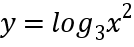 y = log₃x²